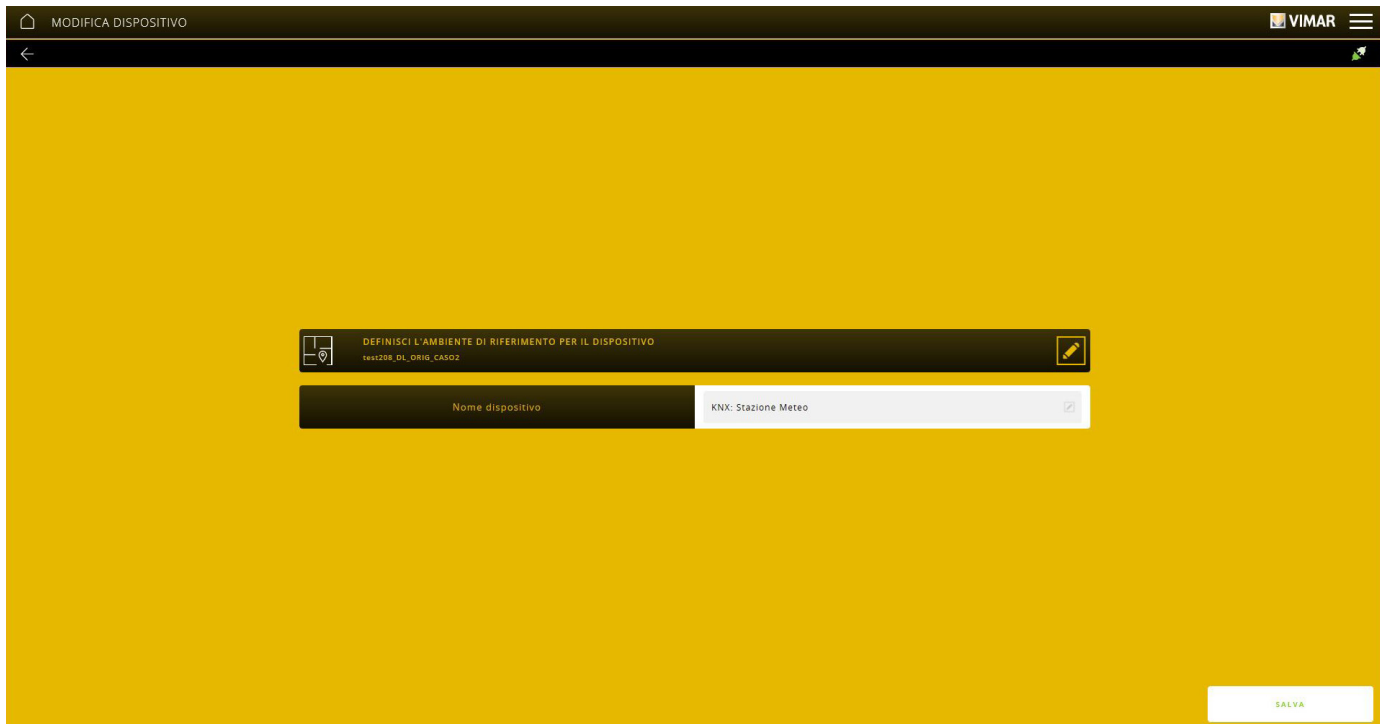 MODIFICA DISPOSITIVO
VIMAR
DEFINISCI L'AMBIENTE DI RIFERIMENTO PER IL DISPOSITIVO
test208_DL_ORIG_CASO2
Nome dispositivo
KNX: Stazione Meteo
SALVA